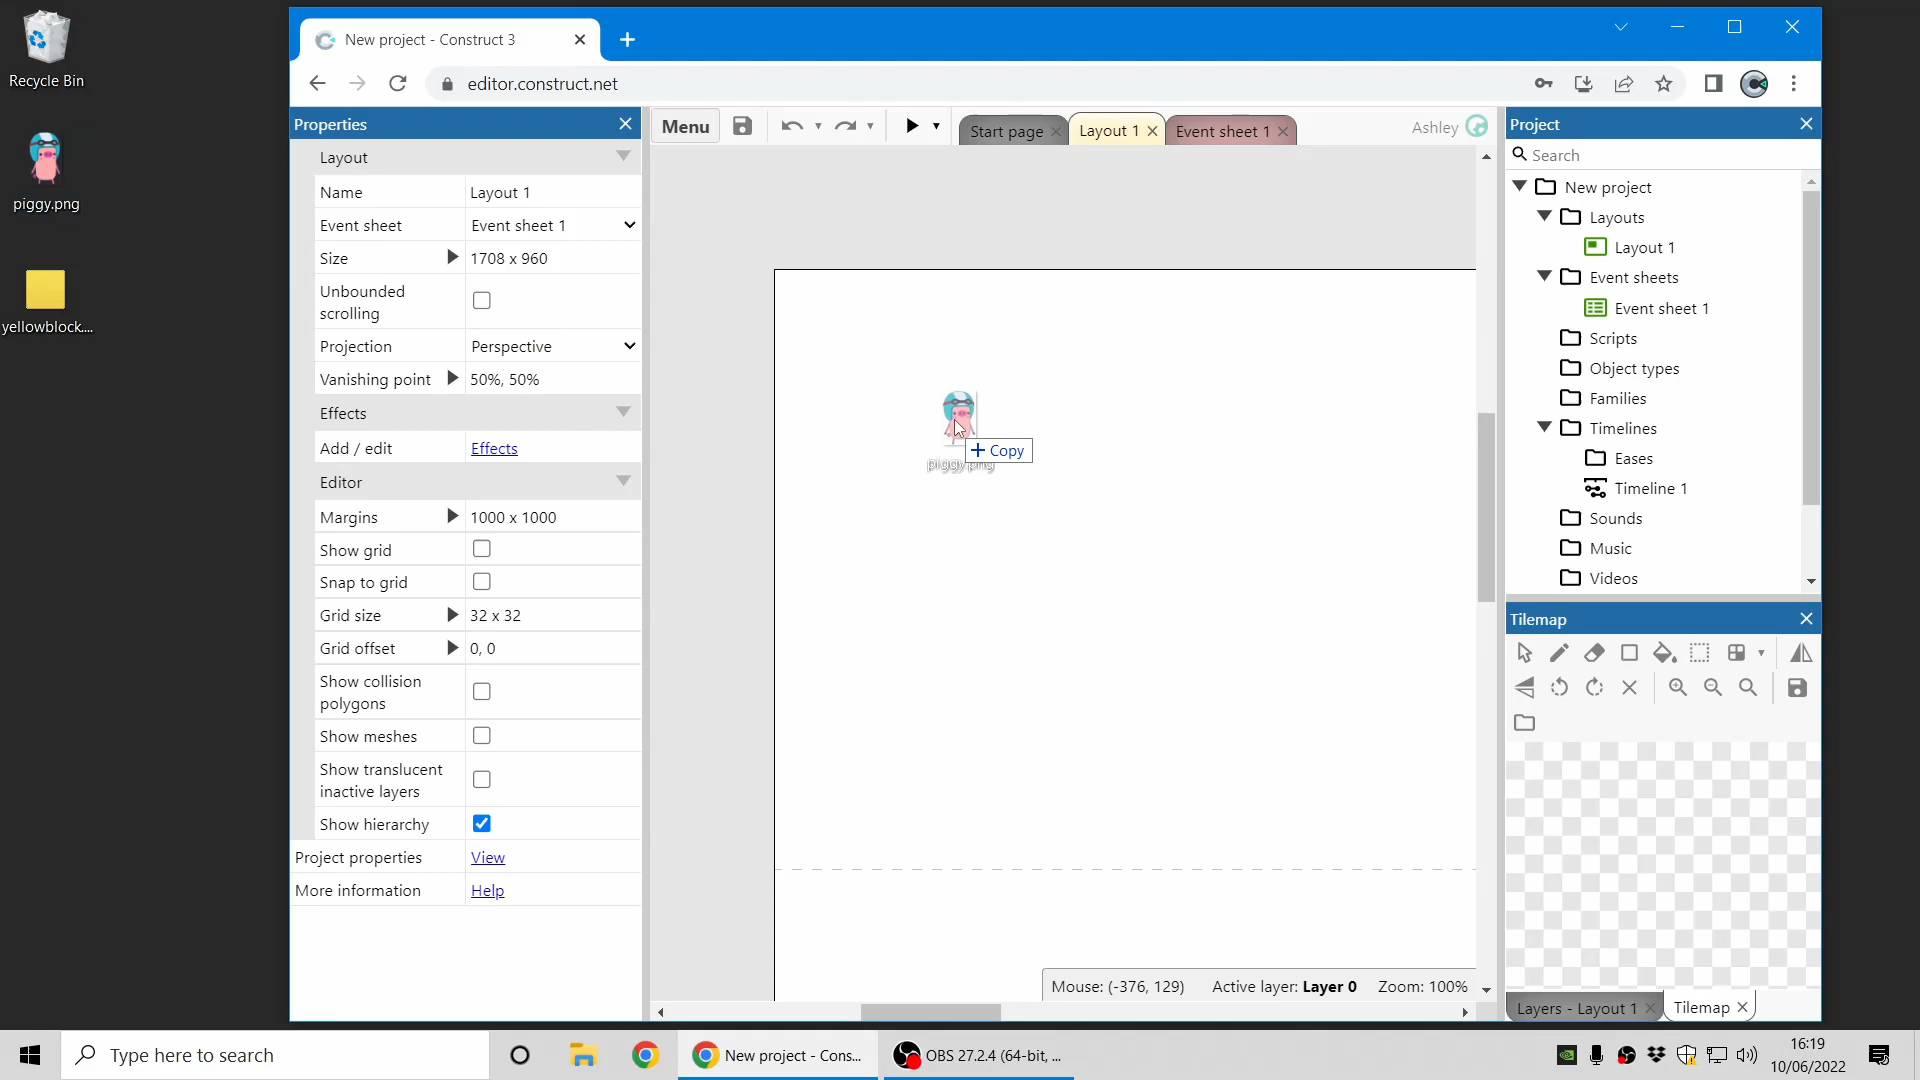 Recycle Bin
piggy.png
yellowblock....
New project - Construct 3
editor.construct.net
Properties
Layout
Name Layout 1
Event sheet Event sheet 1
Size 1708 x 960
Unbounded
scrolling
Projection Perspective
Vanishing point 50%, 50%
Effects
Add / edit Effects
Editor
Margins 1000 x 1000
Show grid
Snap to grid
Grid size 32 x 32
Grid offset 0, 0
Show collision
polygons
Show meshes
Show translucent
inactive layers
Show hierarchy
Project properties View
More information Help
Menu
Start page
Layout 1
Event sheet 1
Ashley
+ Copy
piggy.png
Mouse: (-376, 129) Active layer: Layer 0 Zoom: 100%
Project
Search
New project
Layouts
Layout 1
Event sheets
Event sheet 1
Scripts
Object types
Families
Timelines
Eases
Timeline 1
Sounds
Music
Videos
Tilemap
Layers - Layout 1
Tilemap
Type here to search
New project - Cons...
OBS 27.2.4 (64-bit, ...
16:19
10/06/2022